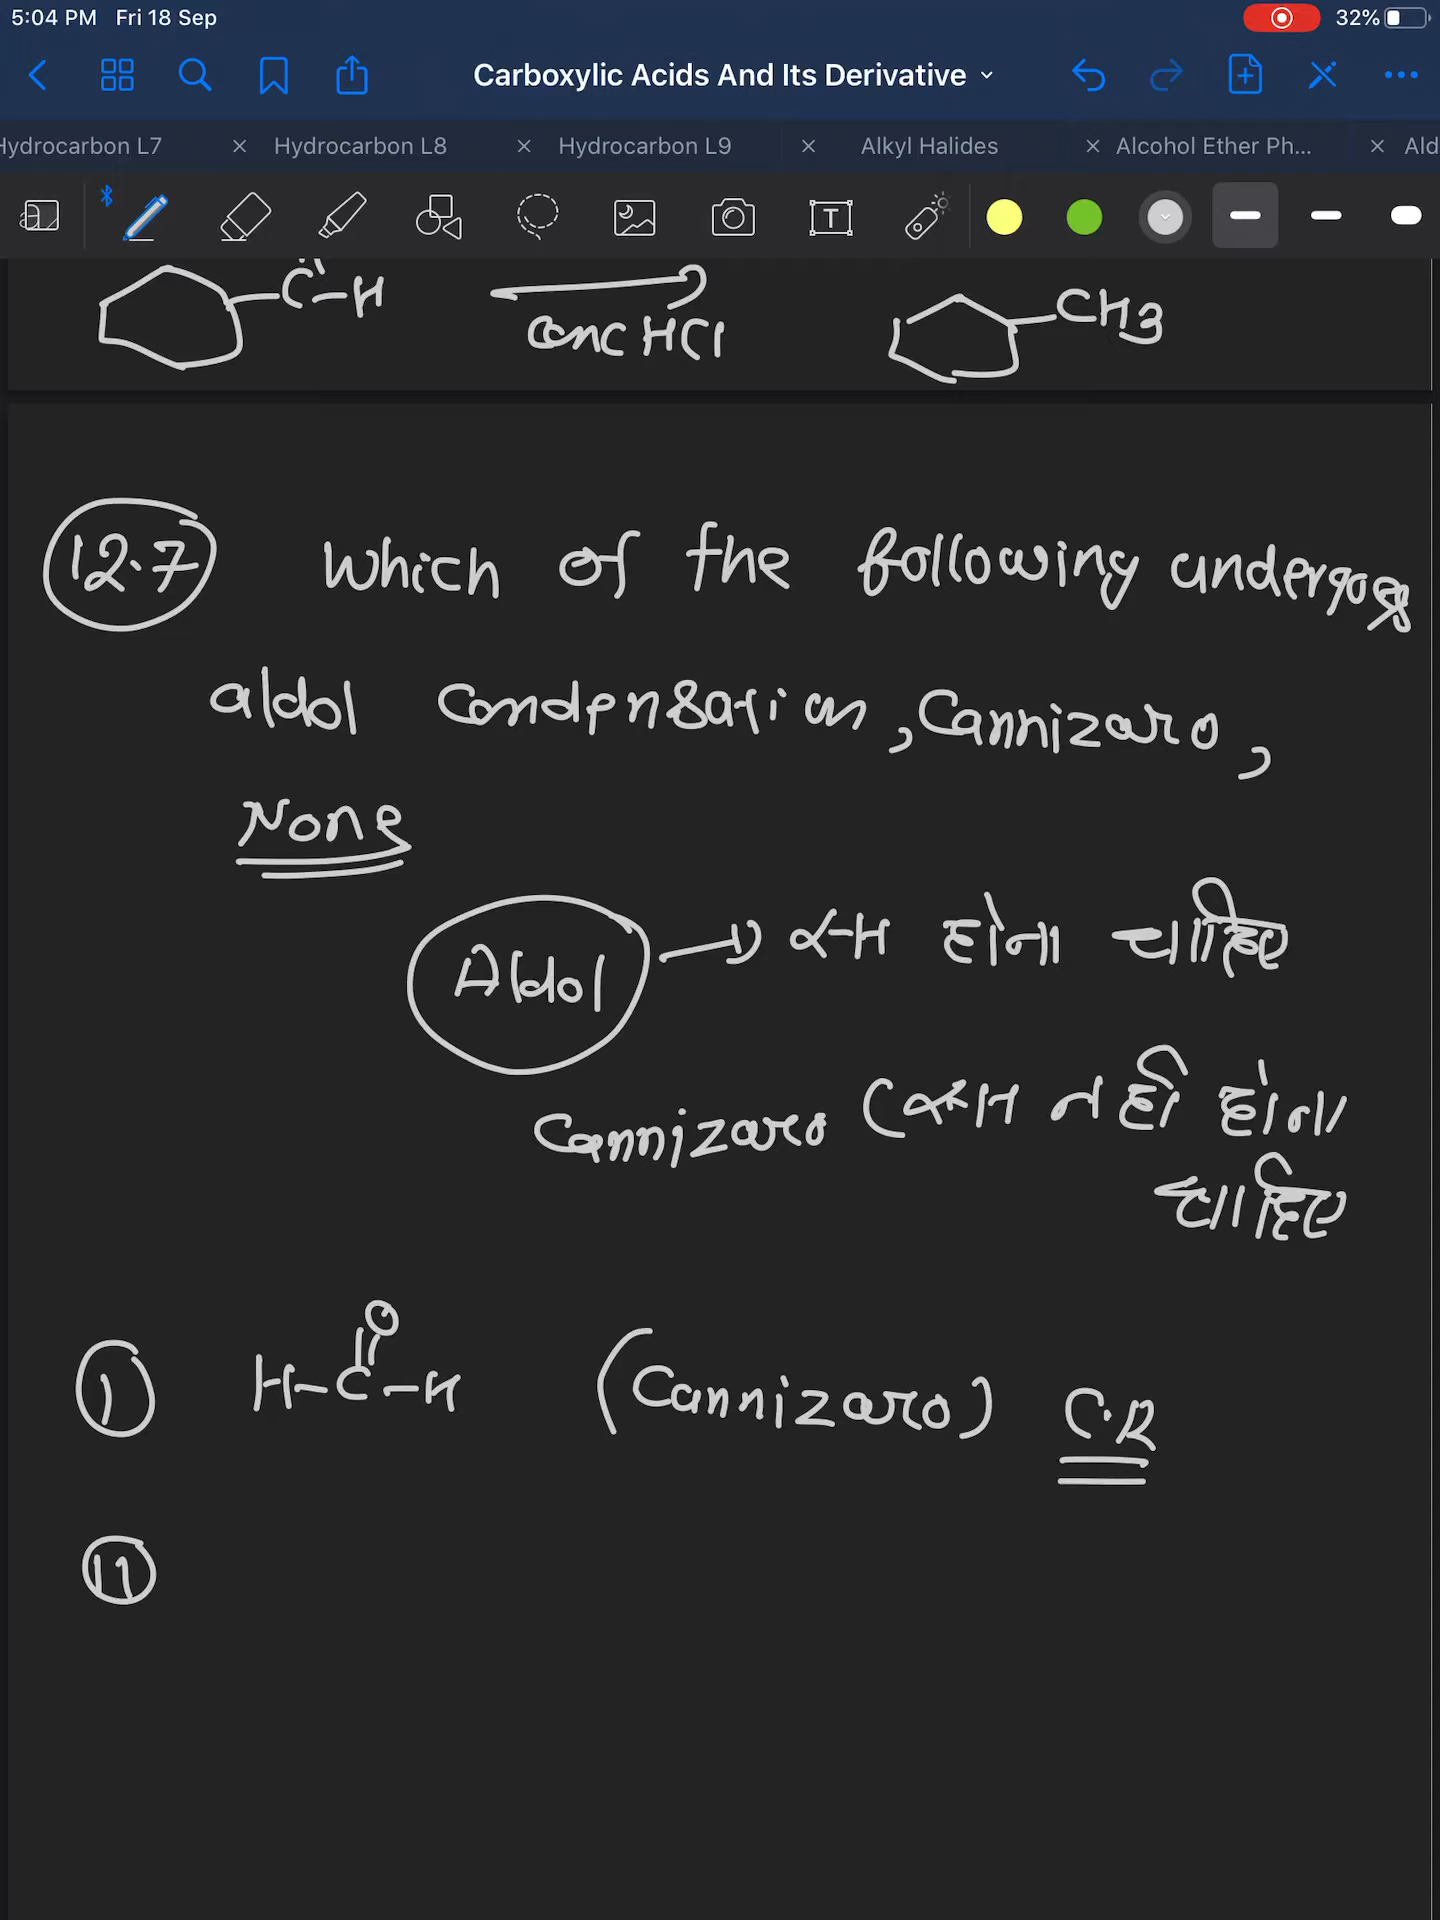 5:04 PM Fri 18 Sep 32%
Carboxylic Acids And Its Derivative
Hydrocarbon L7 × Hydrocarbon L8 × Hydrocarbon L9 × Alkyl Halides × Alcohol Ether Ph... × Ald
C-H conc HCl CH3
12.7 Which of the following undergoes
aldol condensation, Cannizaro,
None
Aldol → α-H होना चाहिए
Cannizaro (α-H नही होना
चाहिए
O
I H-C-H (Cannizaro) C.R
II